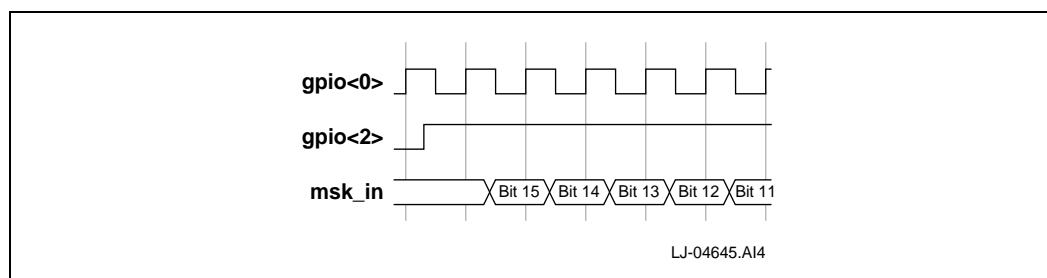 gpio<0>
gpio<2>
msk_in Bit 15 Bit 14 Bit 13 Bit 12 Bit 11
LJ-04645.AI4